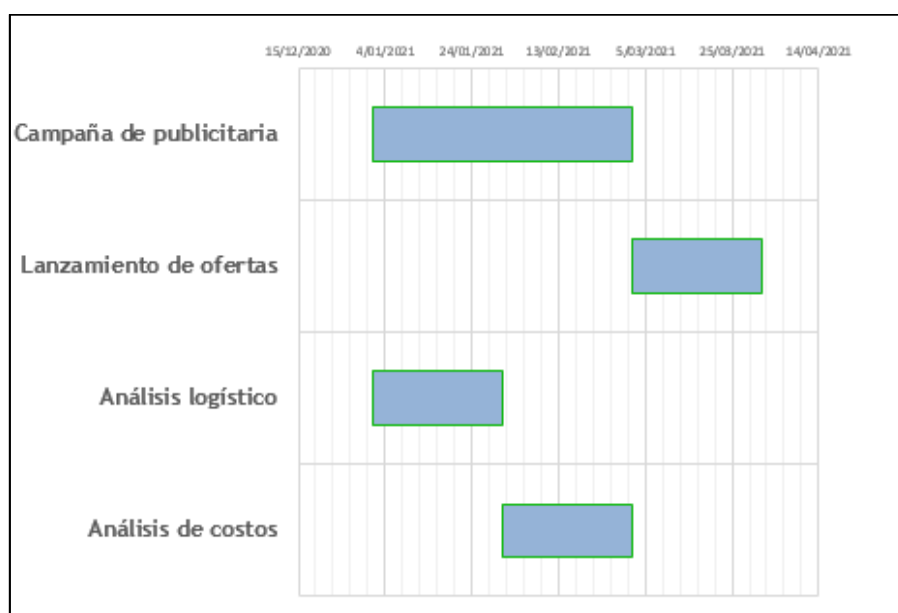 15/12/2020 4/01/2021 24/01/2021 13/02/2021 5/03/2021 25/03/2021 14/04/2021
Campaña de publicitaria
Lanzamiento de ofertas
Análisis logístico
Análisis de costos